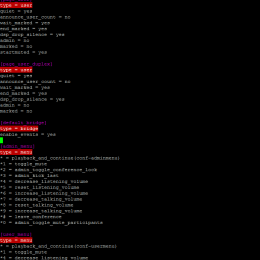 type = user
quiet = yes
announce_user_count = no
wait_marked = yes
end_marked = yes
dsp_drop_silence = yes
admin = no
marked = no
startmuted = yes
type = user
quiet = yes
announce_user_count = no
wait_marked = yes
end_marked = yes
dsp_drop_silence = yes
admin = no
marked = no
[default_bridge]
type = bridge
enable_events = yes
[admin_menu]
type = menu
* = playback_and_continue(conf-adminmenu)
*1 = toggle_mute
*2 = admin_toggle_conference_lock
*3 = admin_kick_last
*4 = decrease_listening_volume
*5 = reset_listening_volume
*6 = increase_listening_volume
*7 = decrease_talking_volume
*8 = reset_talking_volume
*9 = increase_talking_volume
*# = leave_conference
*0 = admin_toggle_mute_participants
[user_menu]
type = menu
* = playback_and_continue(conf-usermenu)
*1 = toggle_mute
*4 = decrease_listening_volume